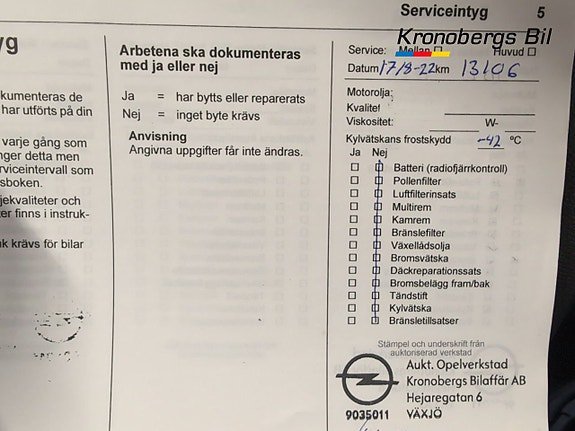 Serviceintyg 5
Kronobergs Bil
yg
kumenteras de
har utförts på din
varje gång som
nger detta men
rviceintervall som
sboken.
jekvaliteter och
ter finns i instruk-
k krävs för bilar
Arbetena ska dokumenteras
med ja eller nej
Ja = har bytts eller reparerats
Nej = inget byte krävs
Anvisning
Angivna uppgifter får inte ändras.
Service: Mellan □ Huvud □
Datum 17/8-22 km 13106
Motorolja:
Kvalitet
Viskositet: W-
Kylvätskans frostskydd -42 °C
Ja Nej
□ □ Batteri (radiofjärrkontroll)
□ □ Pollenfilter
□ □ Luftfilterinsats
□ □ Multirem
□ □ Kamrem
□ □ Bränslefilter
□ □ Växellådsolja
□ □ Bromsvätska
□ □ Däckreparationssats
□ □ Bromsbelägg fram/bak
□ □ Tändstift
□ □ Kylvätska
□ □ Bränsletillsatser
Stämpel och underskrift från
auktoriserad verkstad
Aukt. Opelverkstad
Kronobergs Bilaffär AB
Hejaregatan 6
9035011 VÄXJÖ